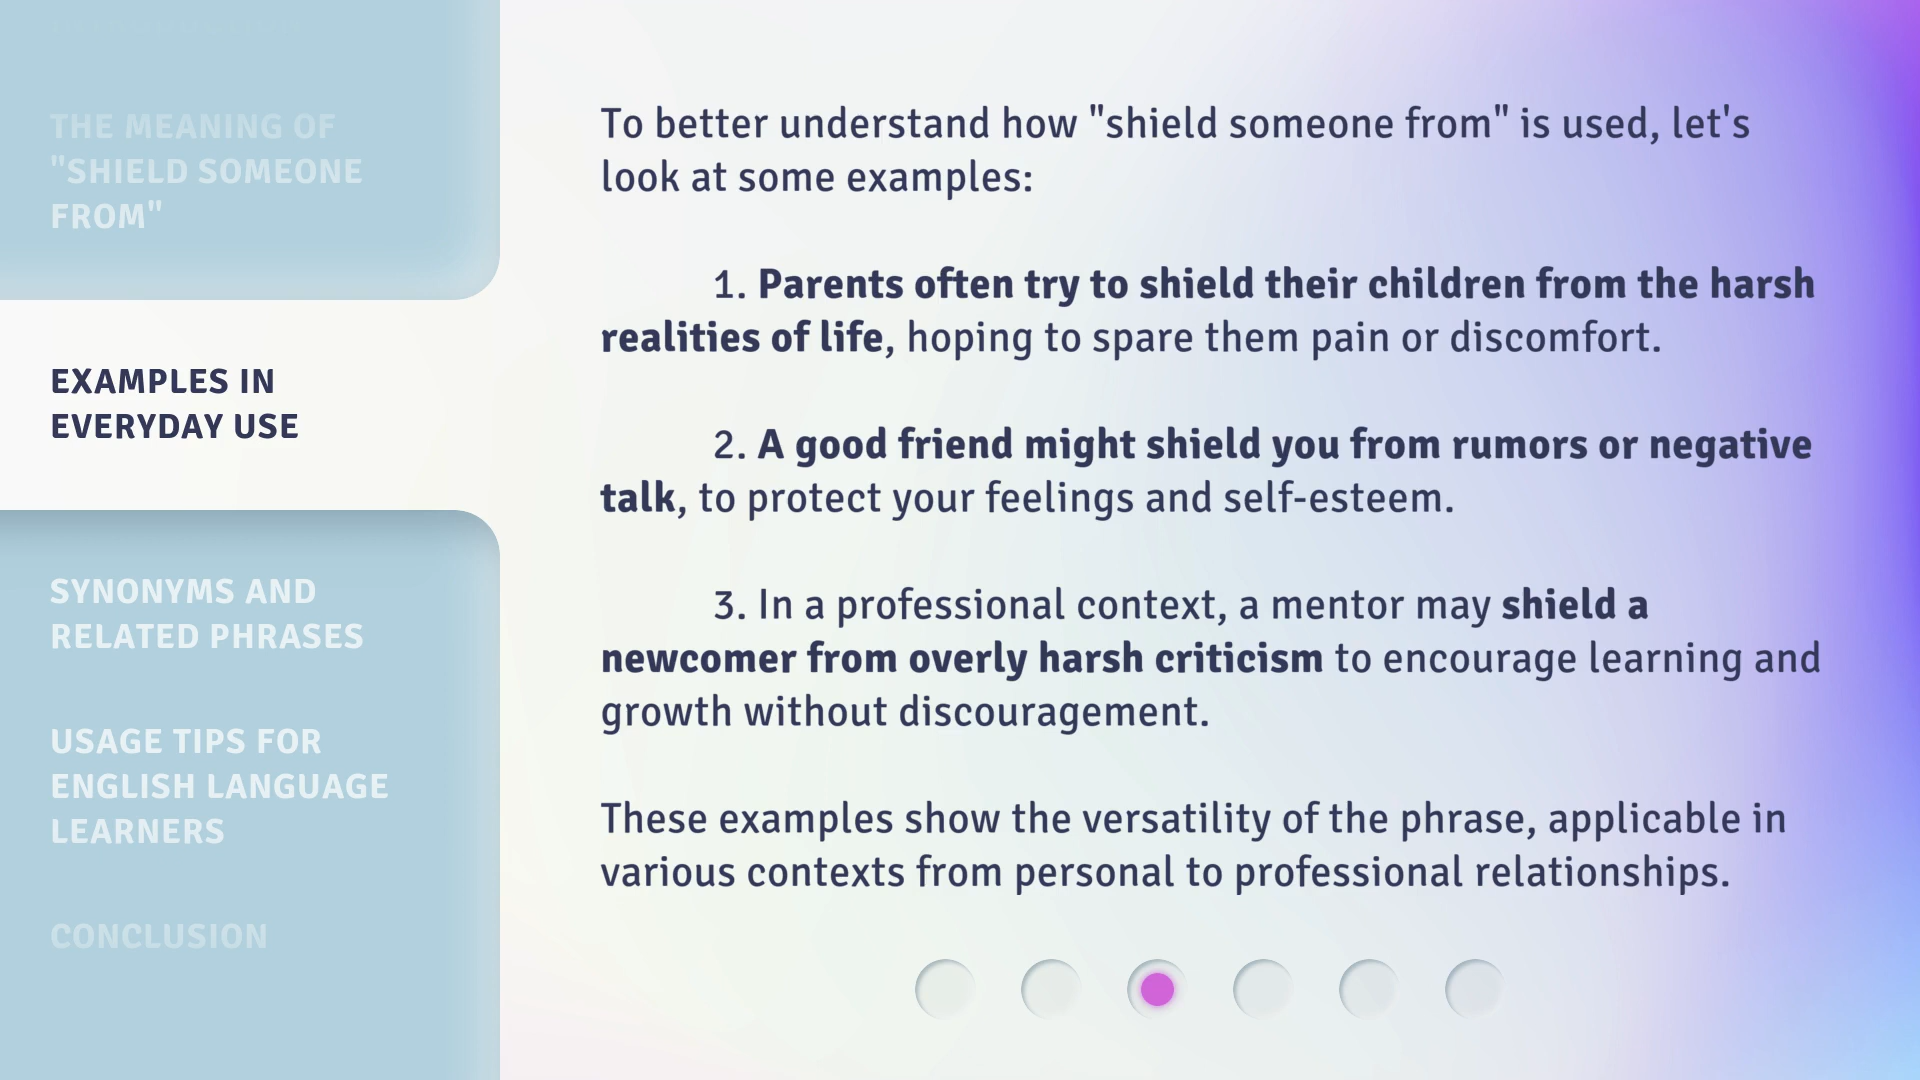 THE MEANING OF
"SHIELD SOMEONE
FROM"
EXAMPLES IN
EVERYDAY USE
SYNONYMS AND
RELATED PHRASES
USAGE TIPS FOR
ENGLISH LANGUAGE
LEARNERS
CONCLUSION
To better understand how "shield someone from" is used, let's
look at some examples:
1. Parents often try to shield their children from the harsh
realities of life, hoping to spare them pain or discomfort.
2. A good friend might shield you from rumors or negative
talk, to protect your feelings and self-esteem.
3. In a professional context, a mentor may shield a
newcomer from overly harsh criticism to encourage learning and
growth without discouragement.
These examples show the versatility of the phrase, applicable in
various contexts from personal to professional relationships.